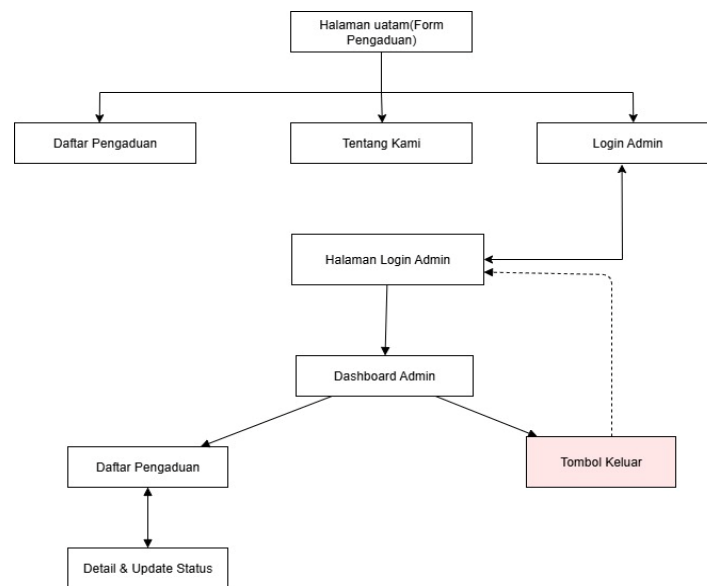 Halaman uatam(Form
Pengaduan)
Daftar Pengaduan
Tentang Kami
Login Admin
Halaman Login Admin
Dashboard Admin
Daftar Pengaduan
Tombol Keluar
Detail & Update Status